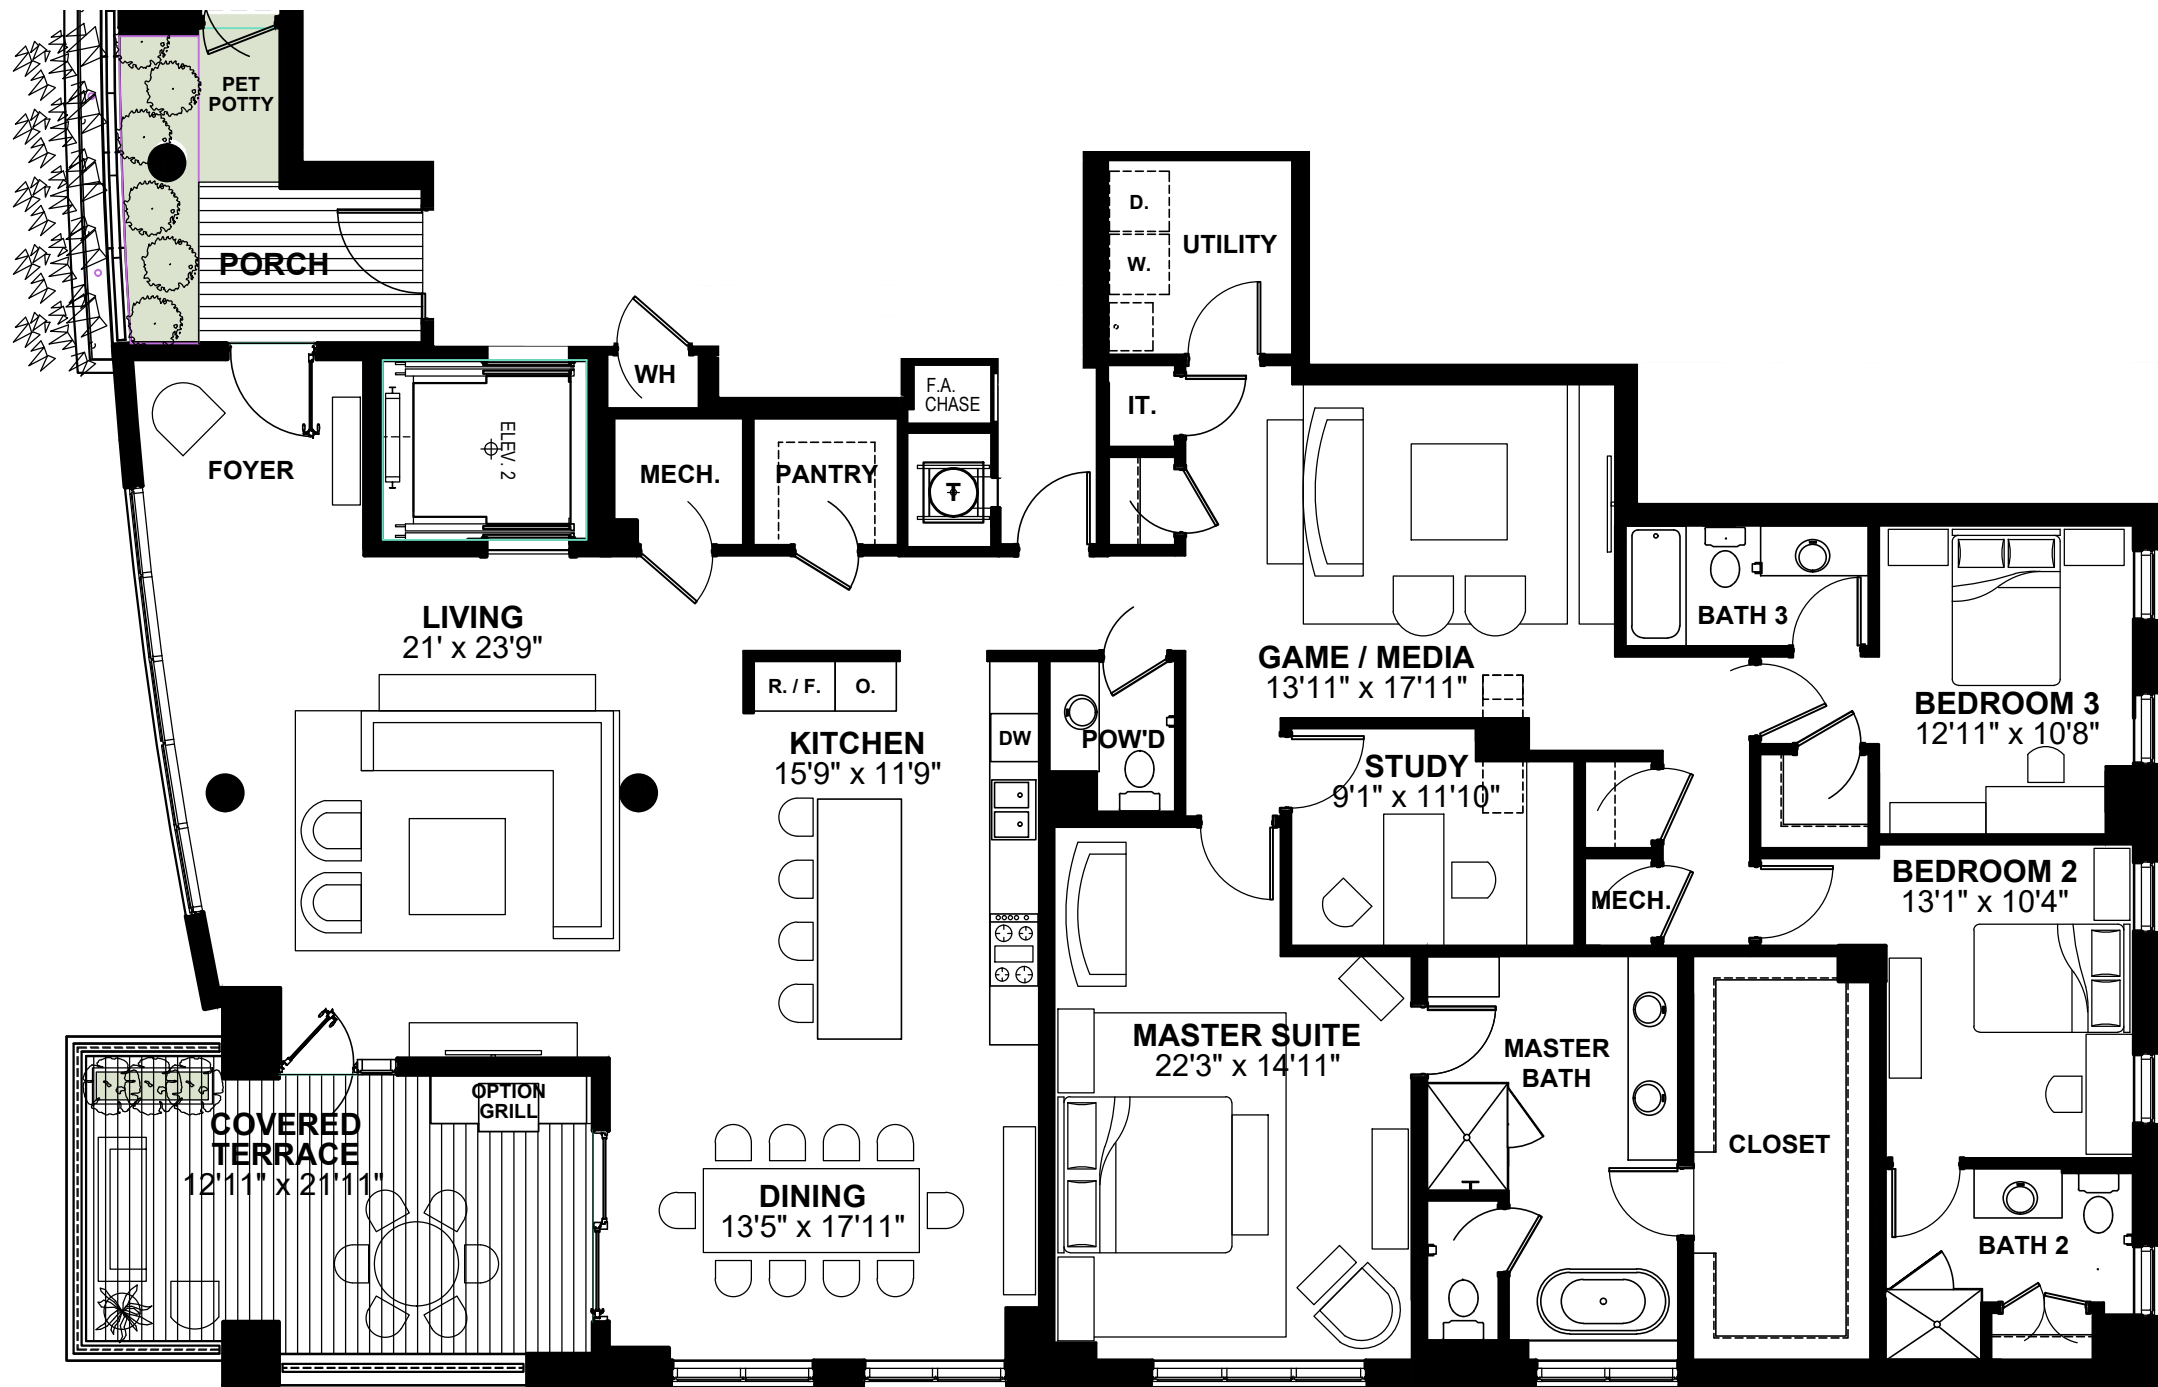 PET
POTTY
PORCH
D.
W.
UTILITY
WH
F.A.
CHASE
IT.
FOYER
ELEV. 2
MECH.
PANTRY
T
LIVING
21' x 23'9"
R. / F.
O.
DW
KITCHEN
15'9" x 11'9"
POW'D
GAME / MEDIA
13'11" x 17'11"
STUDY
9'1" x 11'10"
BATH 3
BEDROOM 3
12'11" x 10'8"
MECH.
BEDROOM 2
13'1" x 10'4"
MASTER SUITE
22'3" x 14'11"
MASTER
BATH
CLOSET
OPTION
GRILL
COVERED
TERRACE
12'11" x 21'11"
DINING
13'5" x 17'11"
BATH 2